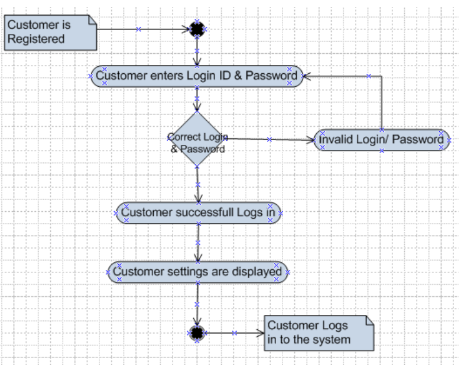 Customer is
Registered
Customer enters Login ID & Password
Correct Login
& Password
Invalid Login/ Password
Customer successfull Logs in
Customer settings are displayed
Customer Logs
in to the system